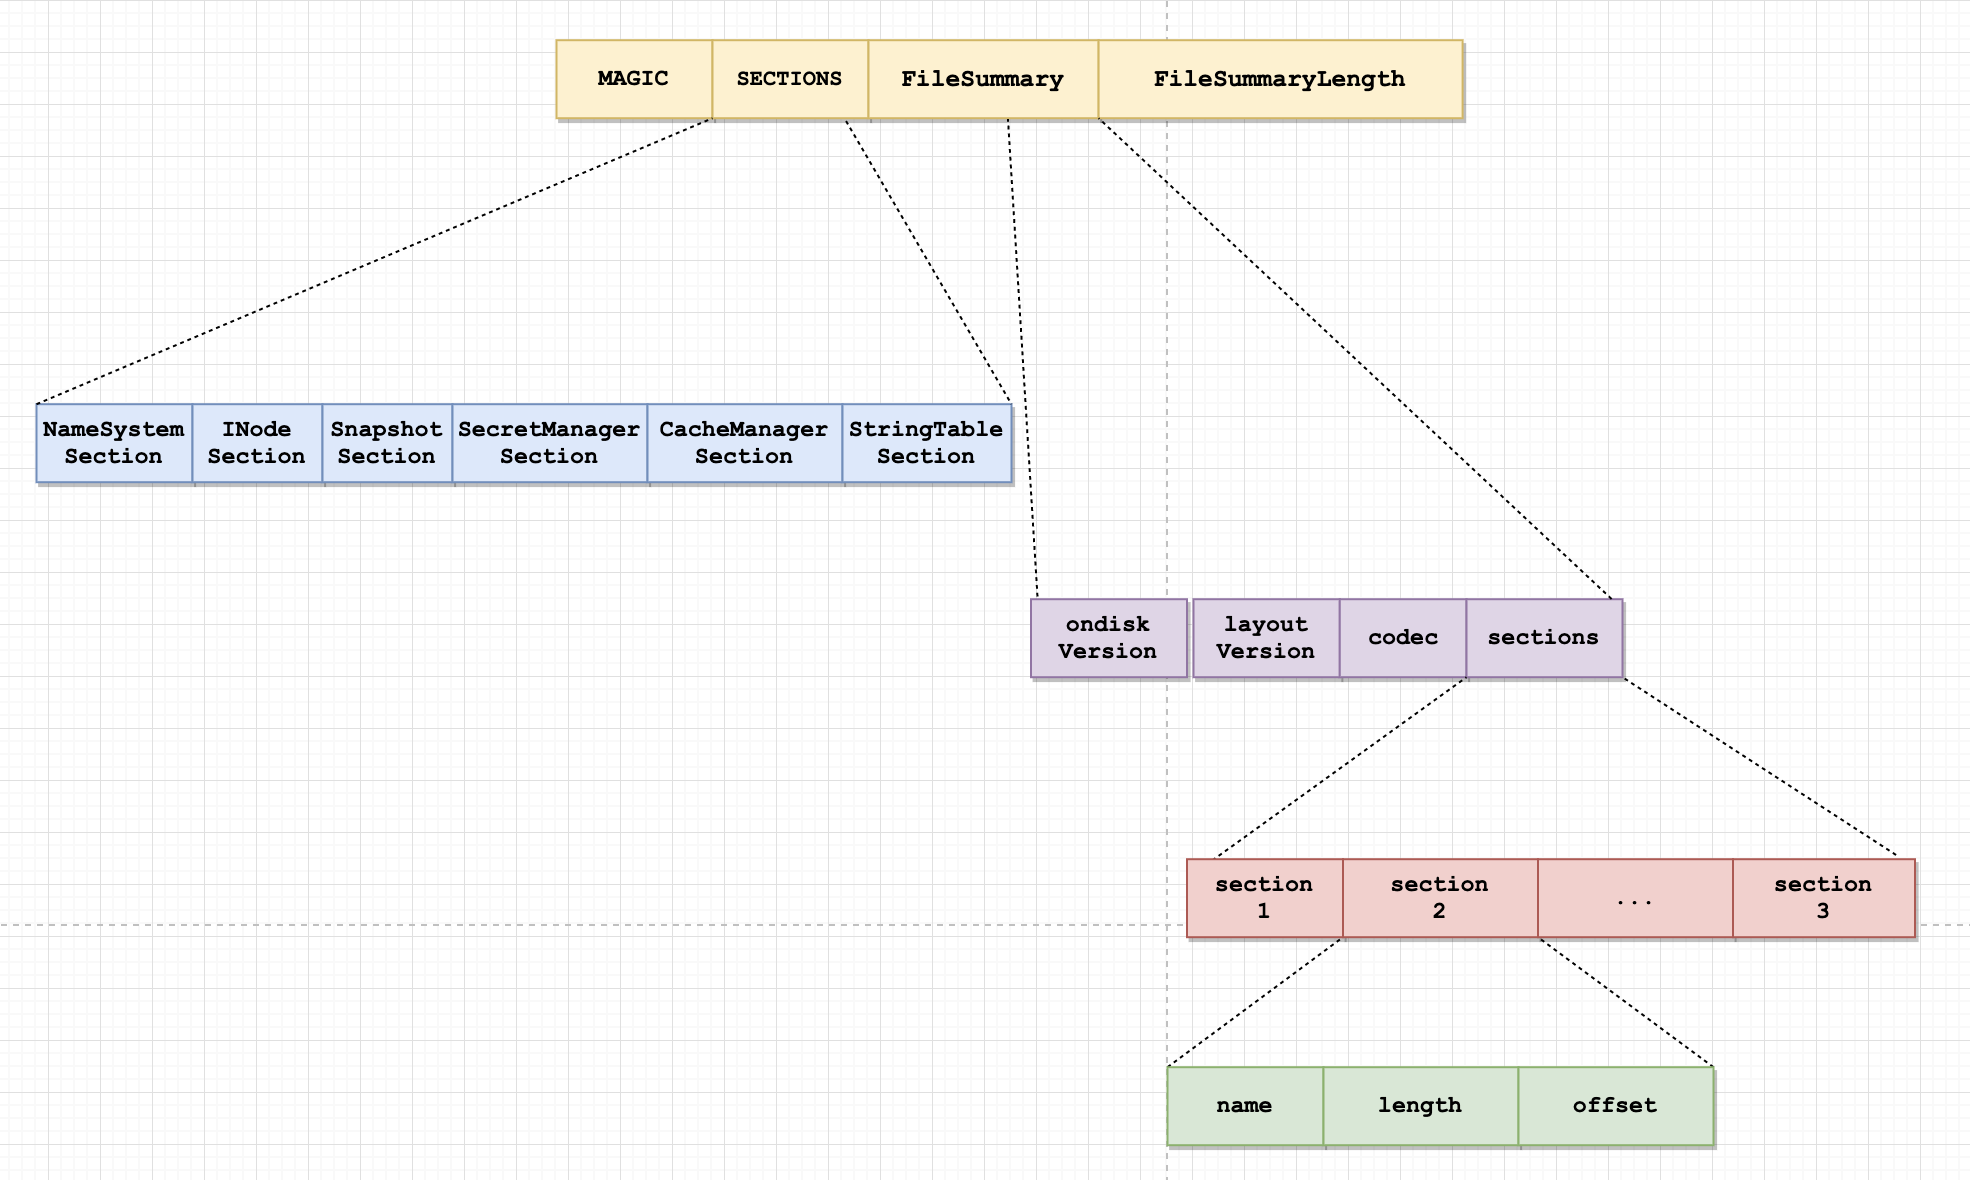 MAGIC SECTIONS FileSummary FileSummaryLength
NameSystem INode Snapshot SecretManager CacheManager StringTable
Section Section Section Section Section Section
ondisk layout codec sections
Version Version
section section ... section
1 2 3
name length offset